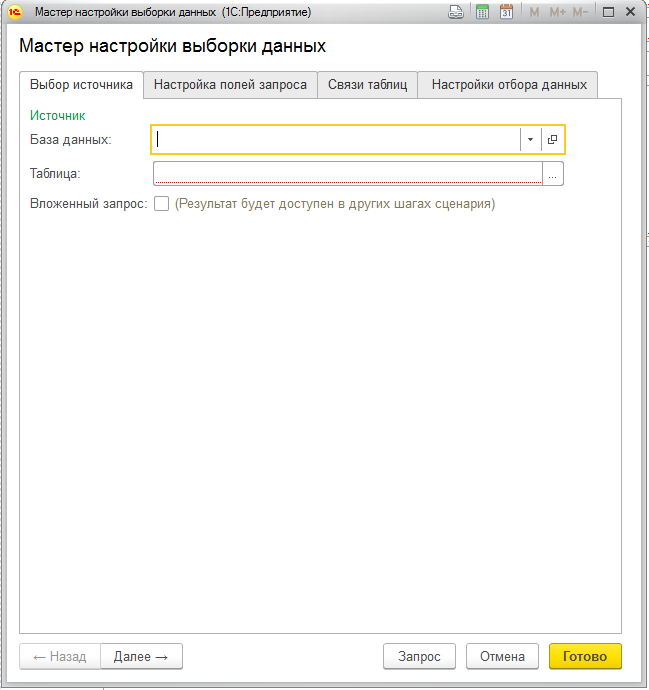 Мастер настройки выборки данных (1С:Предприятие)
31 M M+ M-
Мастер настройки выборки данных
Выбор источника Настройка полей запроса Связи таблиц Настройки отбора данных
Источник
База данных:
Таблица: ...
Вложенный запрос: (Результат будет доступен в других шагах сценария)
← Назад Далее → Запрос Отмена Готово